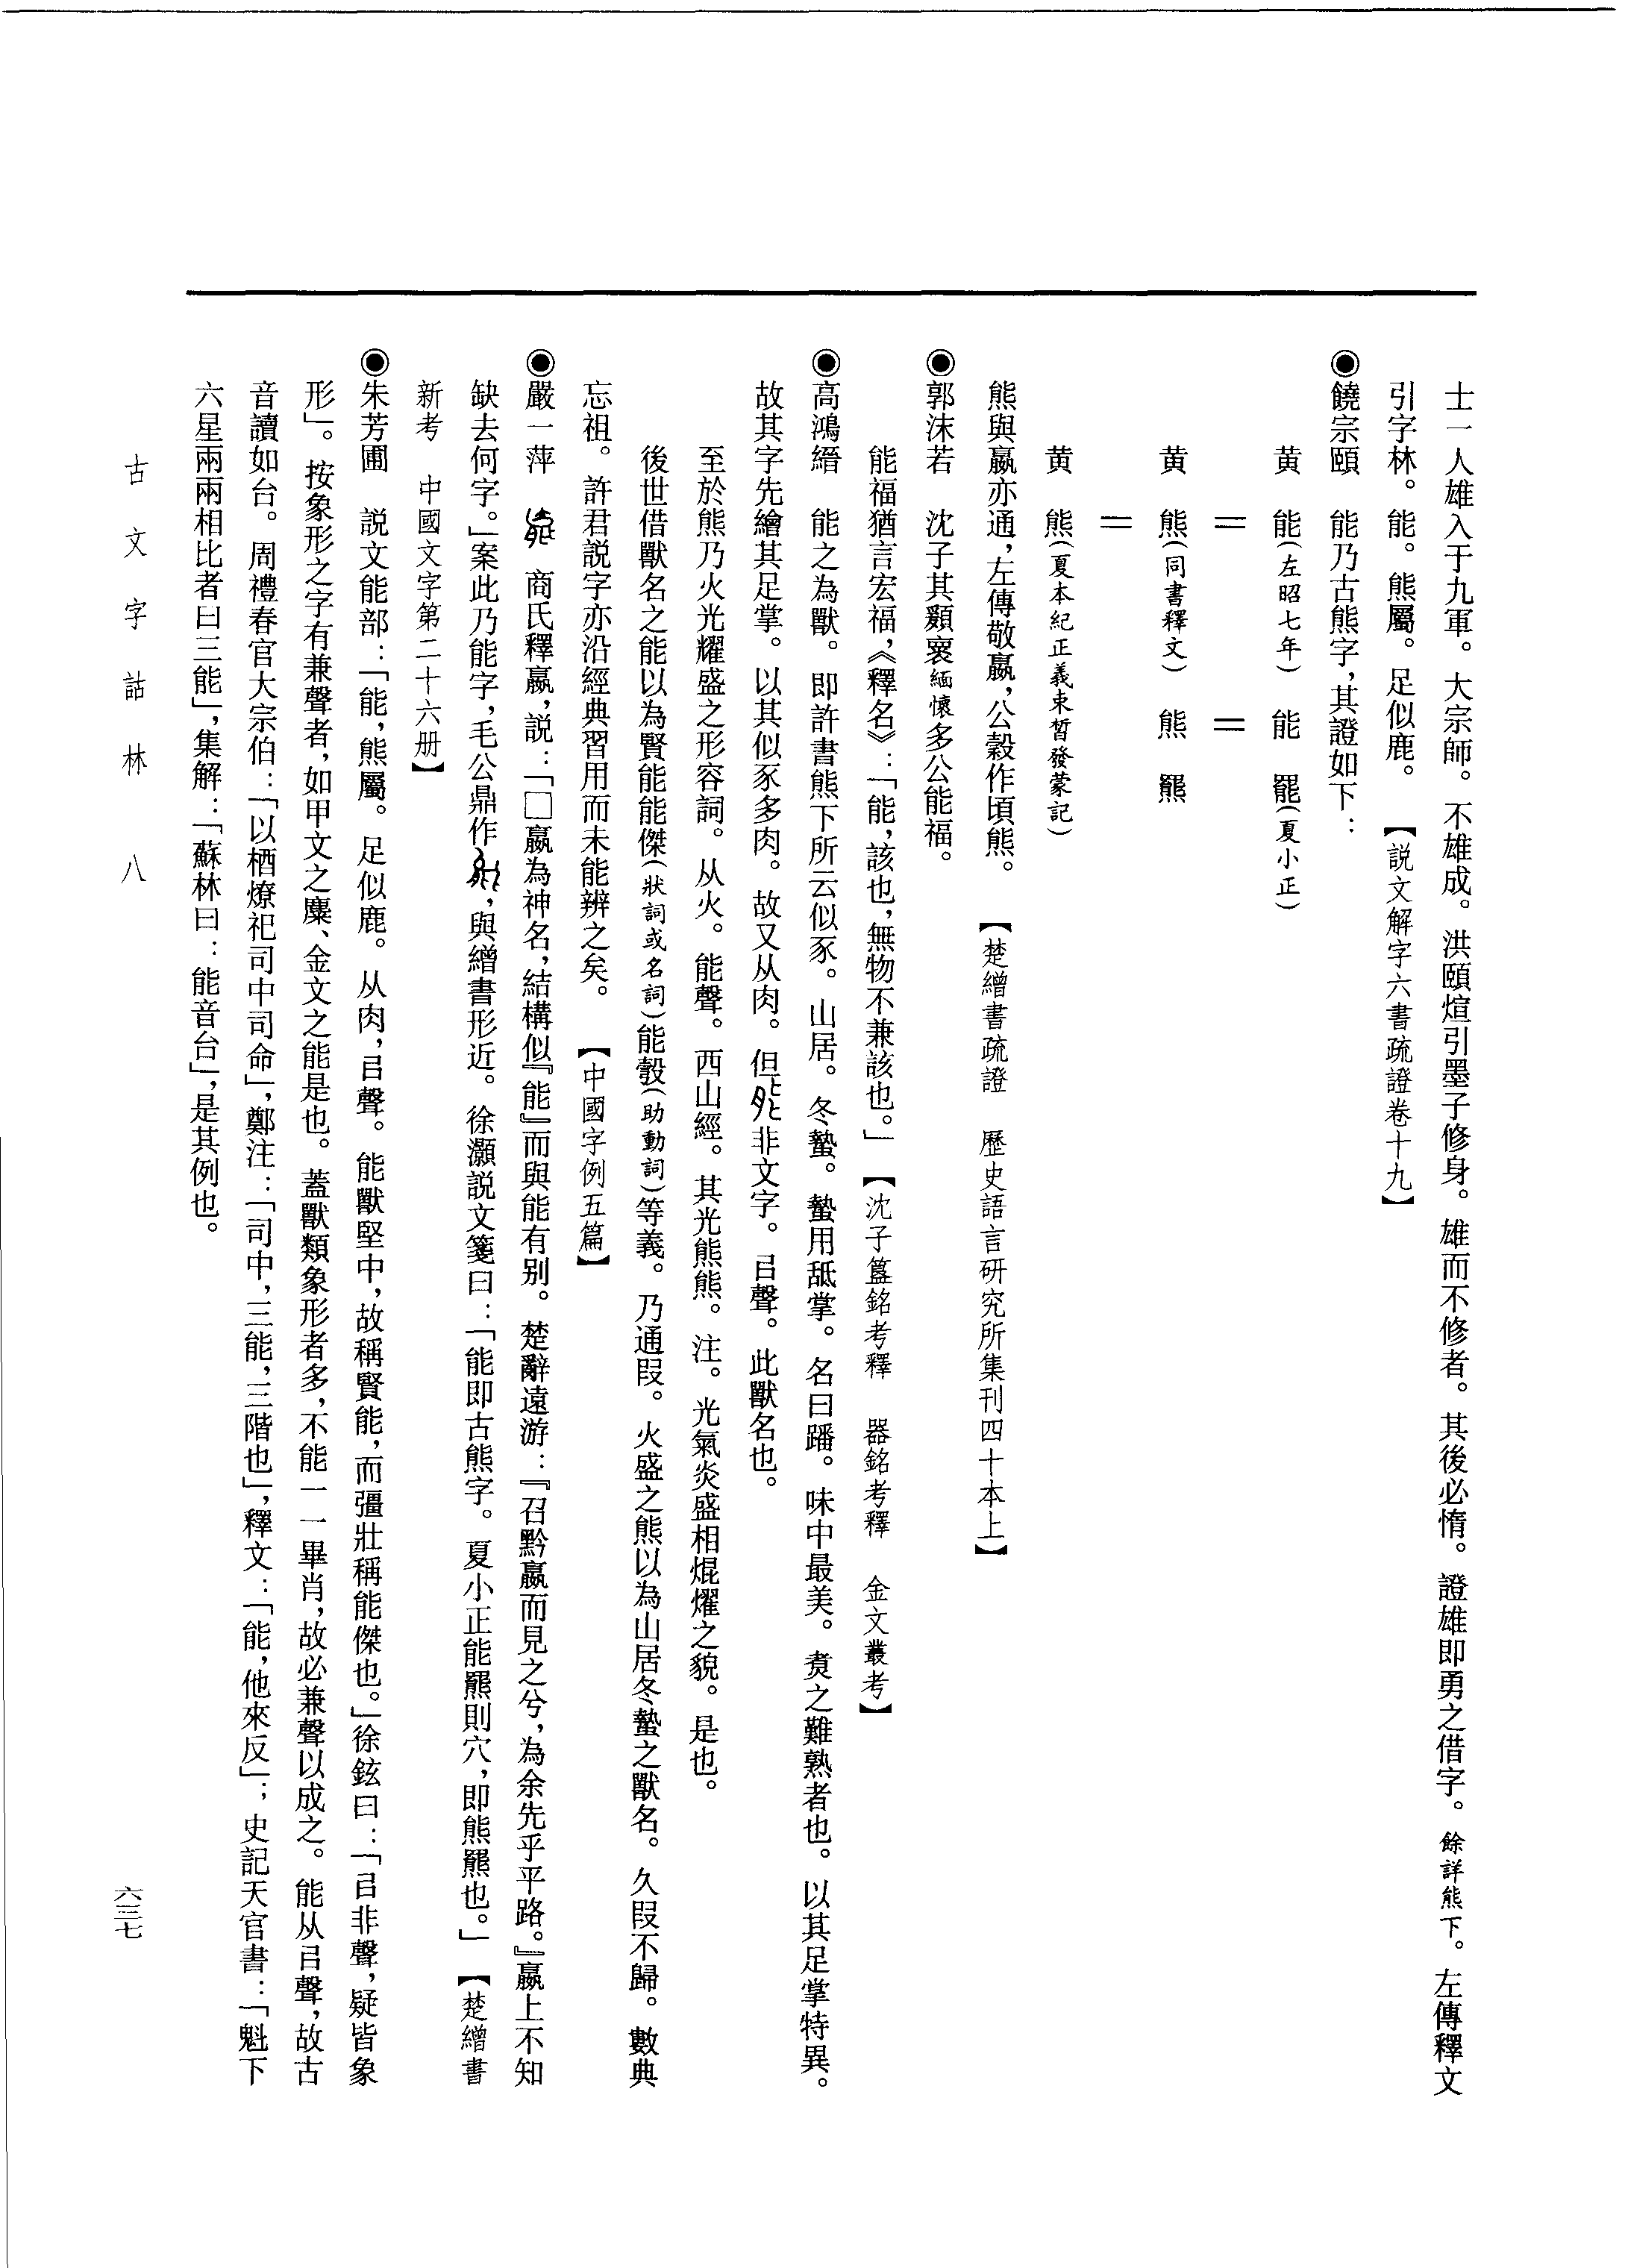 士一人雄入于九軍。大宗師。不雄成。洪頤煊引墨子修身。雄而不修者。其後必惰。證雄即勇之借字。餘詳熊下。左傳釋文
引字林。能。熊屬。足似鹿。【説文解字六書疏證卷十九】
◉饒宗頤　能乃古熊字，其證如下：
黄　能（左昭七年）　能　罷（夏小正）
＝　＝
黄　熊（同書釋文）　熊　羆
＝
黄　熊（夏本紀正義束晳發蒙記）
熊與嬴亦通，左傳敬嬴，公穀作頃熊。【楚繒書疏證　歷史語言研究所集刊四十本上】
◉郭沫若　沈子其顡褱緬懷多公能福。
能福猶言宏福，《釋名》：「能，該也，無物不兼該也。」【沈子簋銘考釋　器銘考釋　金文叢考】
◉高鴻縉　能之為獸。即許書熊下所云似豕。山居。冬蟄。蟄用舐掌。名曰蹯。味中最美。煑之難熟者也。以其足掌特異。
故其字先繪其足掌。以其似豕多肉。故又从肉。但非文字。㠯聲。此獸名也。
至於熊乃火光耀盛之形容詞。从火。能聲。西山經。其光熊熊。注。光氣炎盛相焜燿之貌。是也。
後世借獸名之能以為賢能能傑（狀詞或名詞）能彀（助動詞）等義。乃通叚。火盛之熊以為山居冬蟄之獸名。久叚不歸。數典
忘祖。許君説字亦沿經典習用而未能辨之矣。【中國字例五篇】
◉嚴一萍　商氏釋嬴，説：「□嬴為神名，結構似『能』而與能有别。楚辭遠游：『召黔嬴而見之兮，為余先乎平路。』嬴上不知
缺去何字。」案此乃能字，毛公鼎作，與繒書形近。徐灝説文箋曰：「能即古熊字。夏小正能羆則穴，即熊羆也。」【楚繒書
新考　中國文字第二十六册】
◉朱芳圃　説文能部：「能，熊屬。足似鹿。从肉，㠯聲。能獸堅中，故稱賢能，而彊壯稱能傑也。」徐鉉曰：「㠯非聲，疑皆象
形」。按象形之字有兼聲者，如甲文之麋、金文之能是也。蓋獸類象形者多，不能一一畢肖，故必兼聲以成之。能从㠯聲，故古
音讀如台。周禮春官大宗伯：「以槱燎祀司中司命」，鄭注：「司中，三能，三階也」，釋文：「能，他來反」；史記天官書：「魁下
六星兩兩相比者曰三能」，集解：「蘇林曰：能音台」，是其例也。
古文字詁林　八
六三七